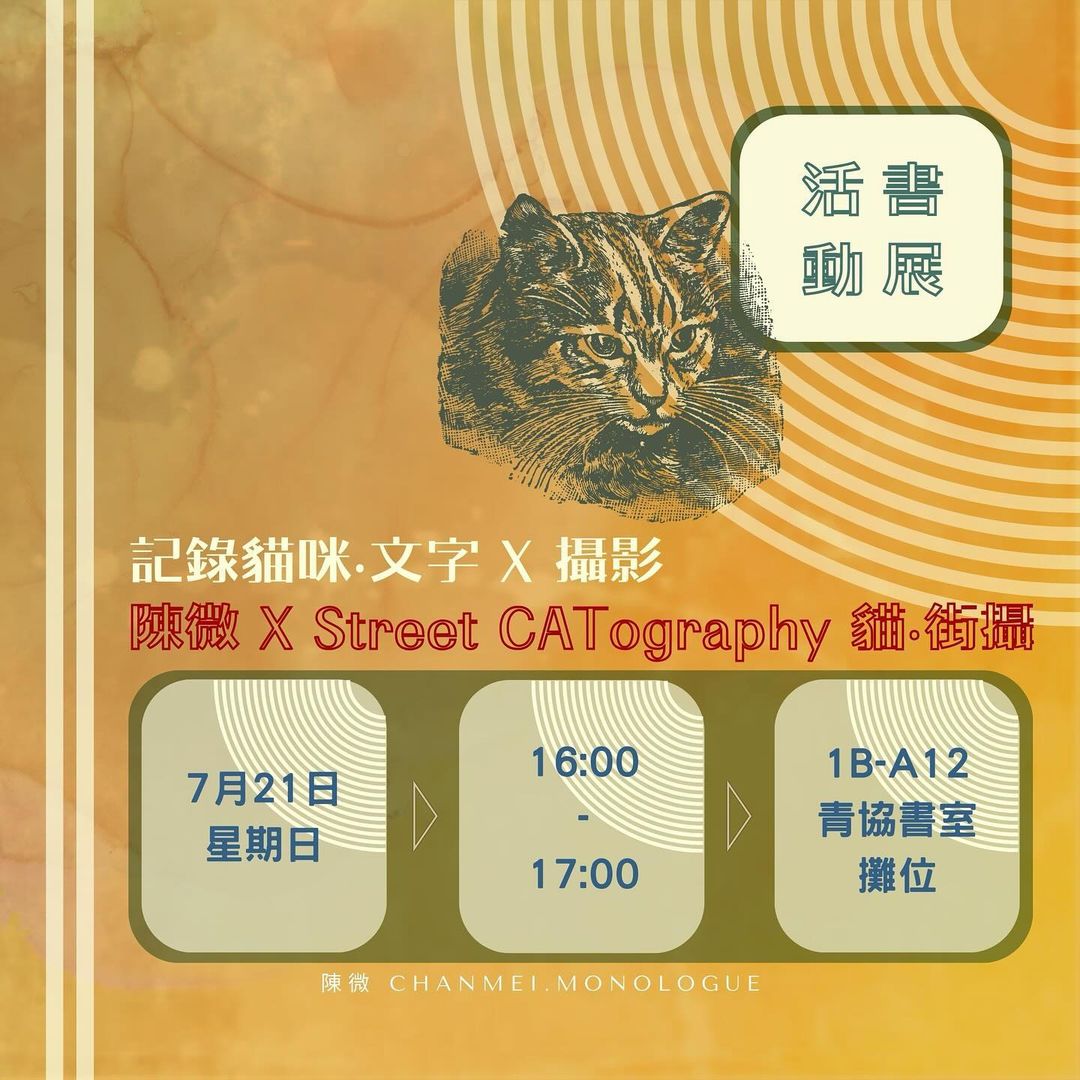 書展
活動
記錄貓咪.文字 X 攝影
陳微 X Street CATography 貓.街攝
7月21日
星期日
16:00
-
17:00
1B-A12
青協書室
攤位
陳微 CHANMEI.MONOLOGUE